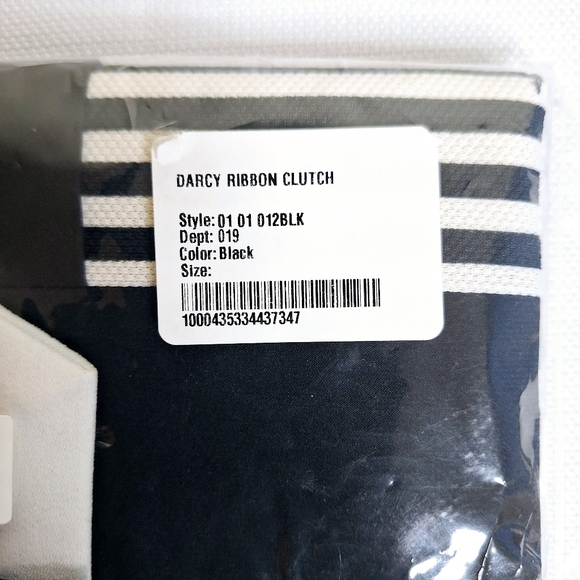 DARCY RIBBON CLUTCH
Style: 01 01 012BLK
Dept: 019
Color: Black
Size:
1000435334437347